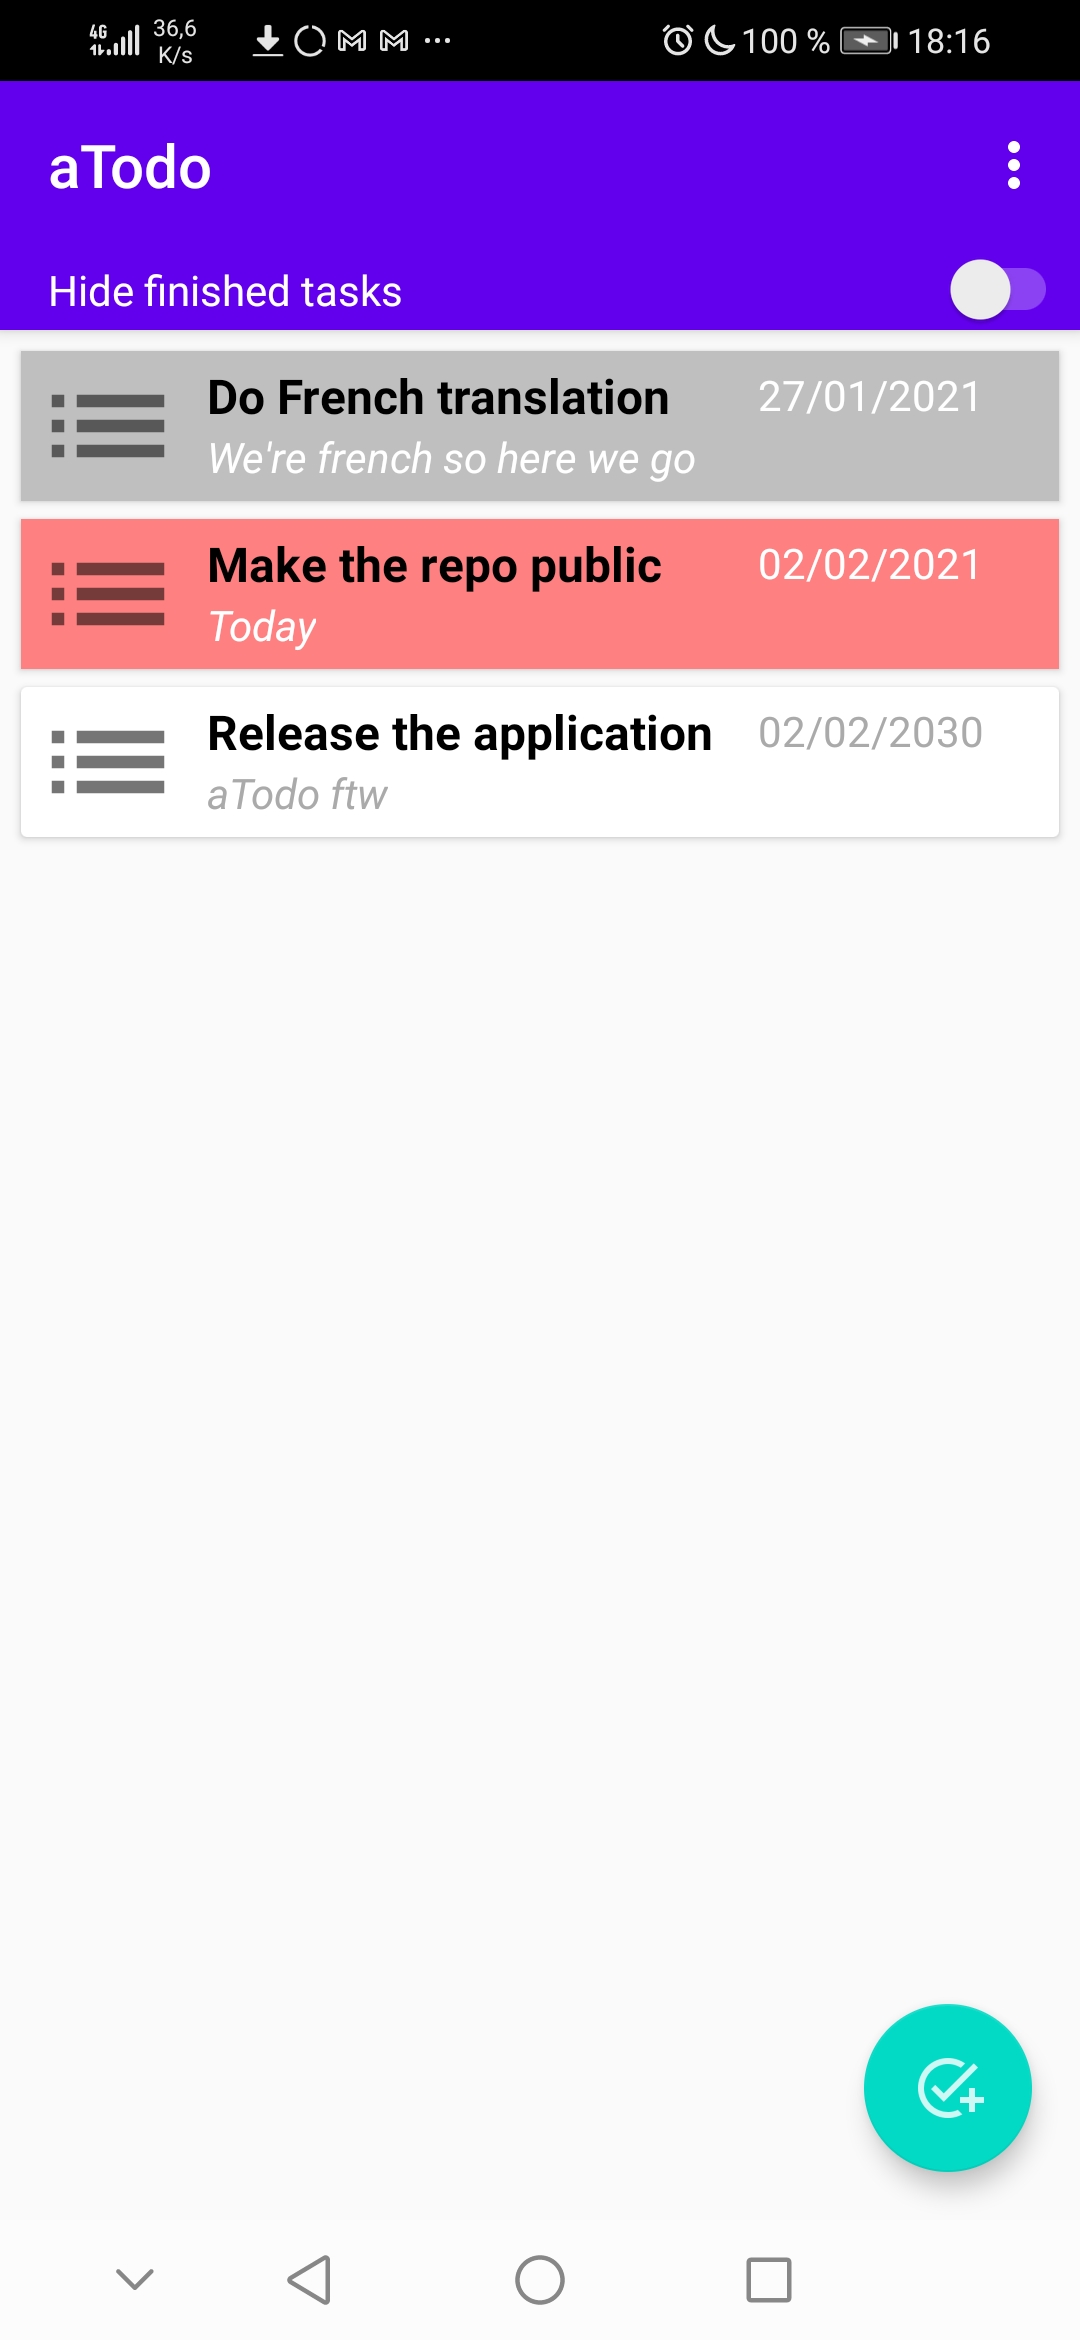 4G 36,6 K/s 100 % 18:16
aTodo
Hide finished tasks
Do French translation 27/01/2021
We're french so here we go
Make the repo public 02/02/2021
Today
Release the application 02/02/2030
aTodo ftw